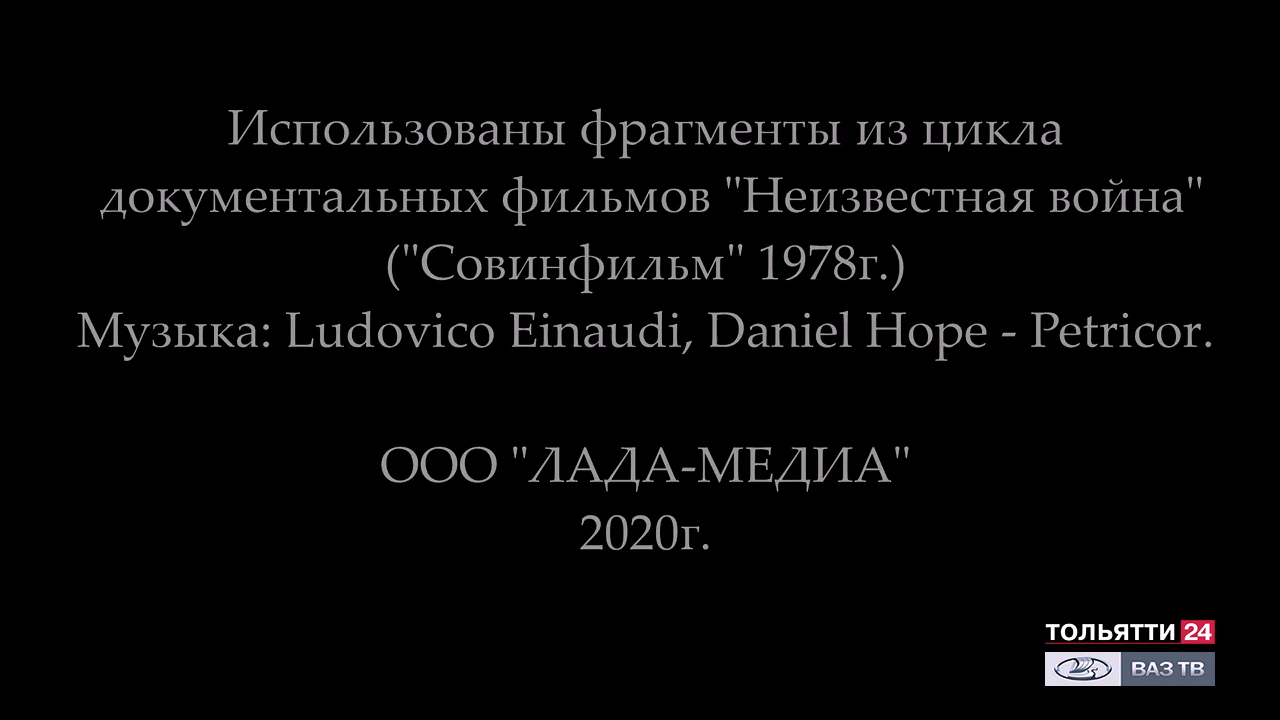 Использованы фрагменты из цикла
документальных фильмов "Неизвестная война"
("Совинфильм" 1978г.)
Музыка: Ludovico Einaudi, Daniel Hope - Petricor.
ООО "ЛАДА-МЕДИА"
2020г.
ТОЛЬЯТТИ 24
ВАЗ ТВ